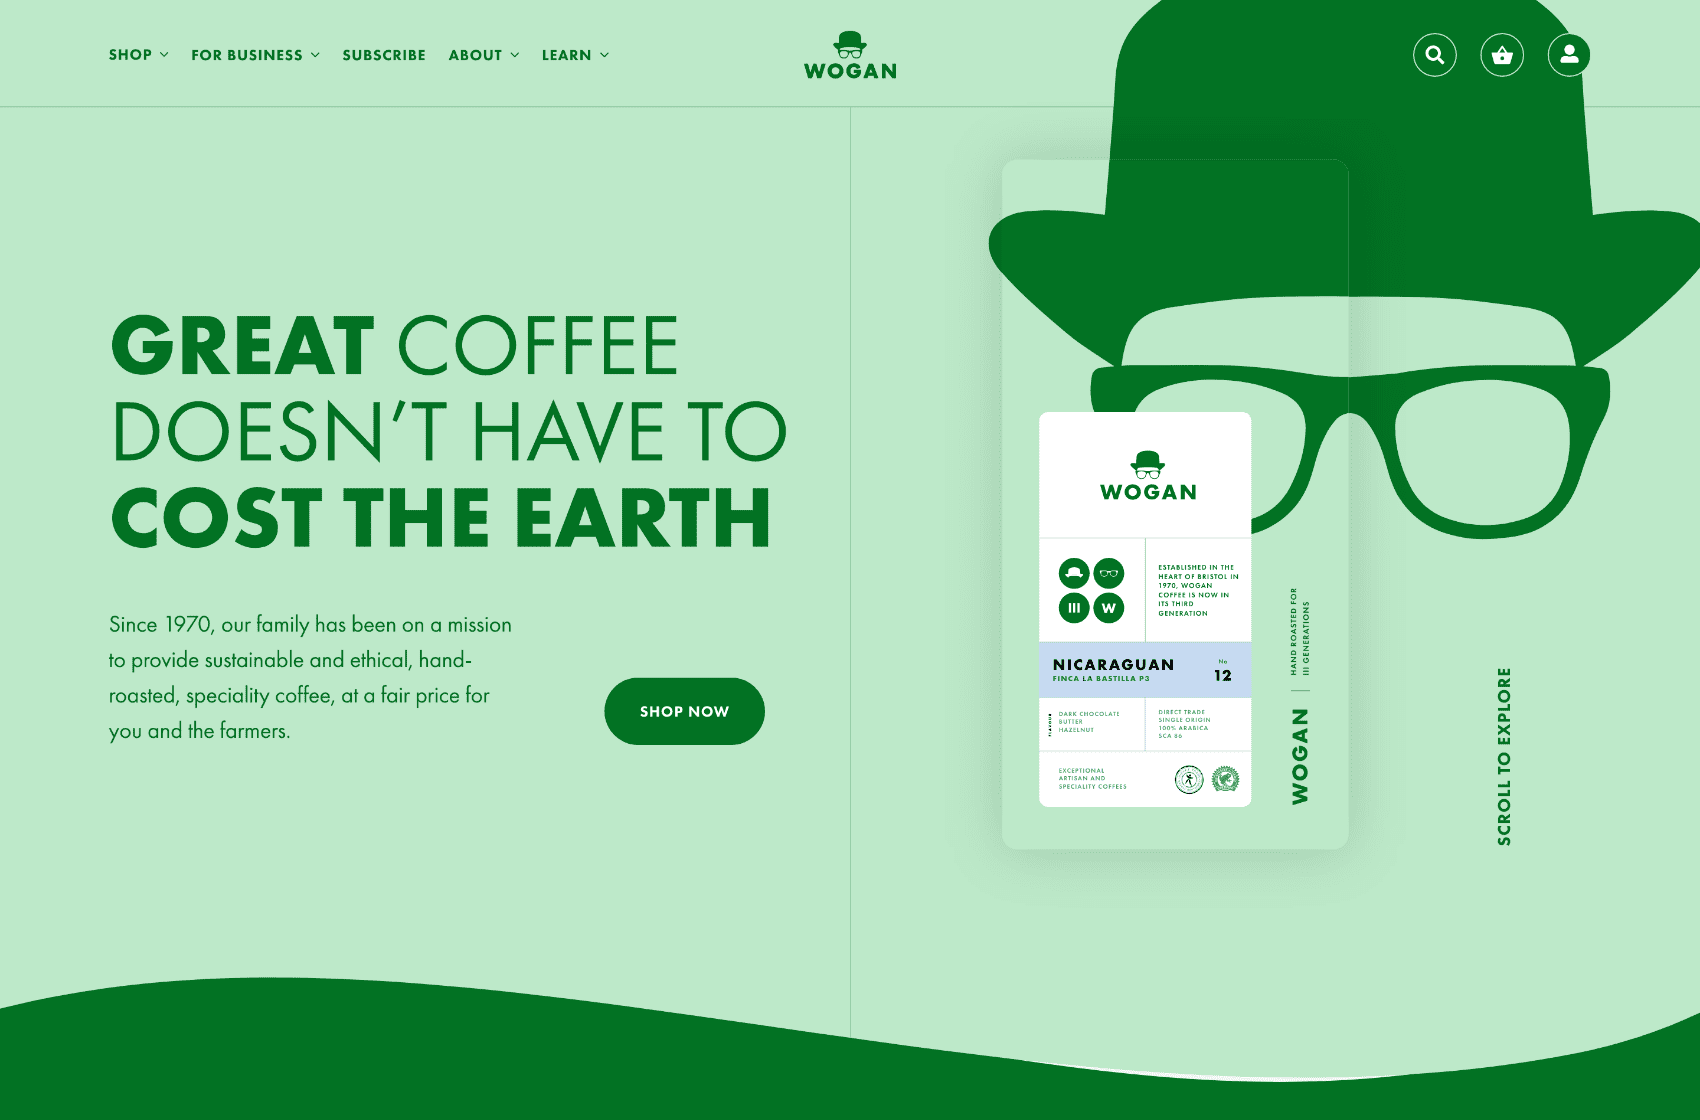 SHOP
FOR BUSINESS
SUBSCRIBE
ABOUT
LEARN
WOGAN
GREAT COFFEE
DOESN’T HAVE TO
COST THE EARTH
Since 1970, our family has been on a mission
to provide sustainable and ethical, hand-
roasted, speciality coffee, at a fair price for
you and the farmers.
SHOP NOW
WOGAN
III
W
ESTABLISHED IN THE
HEART OF BRISTOL IN
1970, WOGAN
COFFEE IS NOW IN
ITS THIRD
GENERATION
NICARAGUAN
FINCA LA BASTILLA P3
No
12
FLAVOUR
DARK CHOCOLATE
BUTTER
HAZELNUT
DIRECT TRADE
SINGLE ORIGIN
100% ARABICA
SCA 86
EXCEPTIONAL
ARTISAN AND
SPECIALITY COFFEES
WOGAN
HAND ROASTED FOR
III GENERATIONS
SCROLL TO EXPLORE